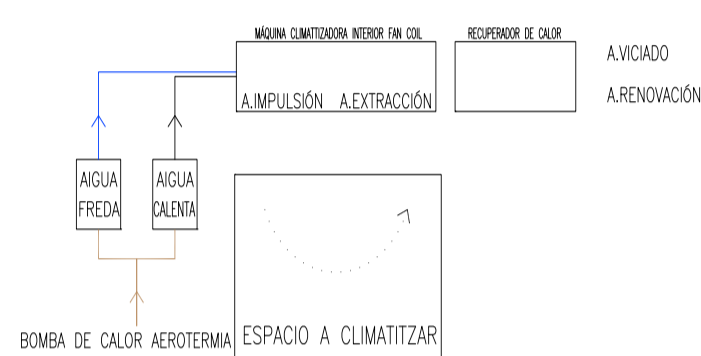 MÁQUINA CLIMATTIZADORA INTERIOR FAN COIL
RECUPERADOR DE CALOR
A.VICIADO
A.IMPULSIÓN A.EXTRACCIÓN
A.RENOVACIÓN
AIGUA
FREDA
AIGUA
CALENTA
BOMBA DE CALOR AEROTERMIA
ESPACIO A CLIMATITZAR